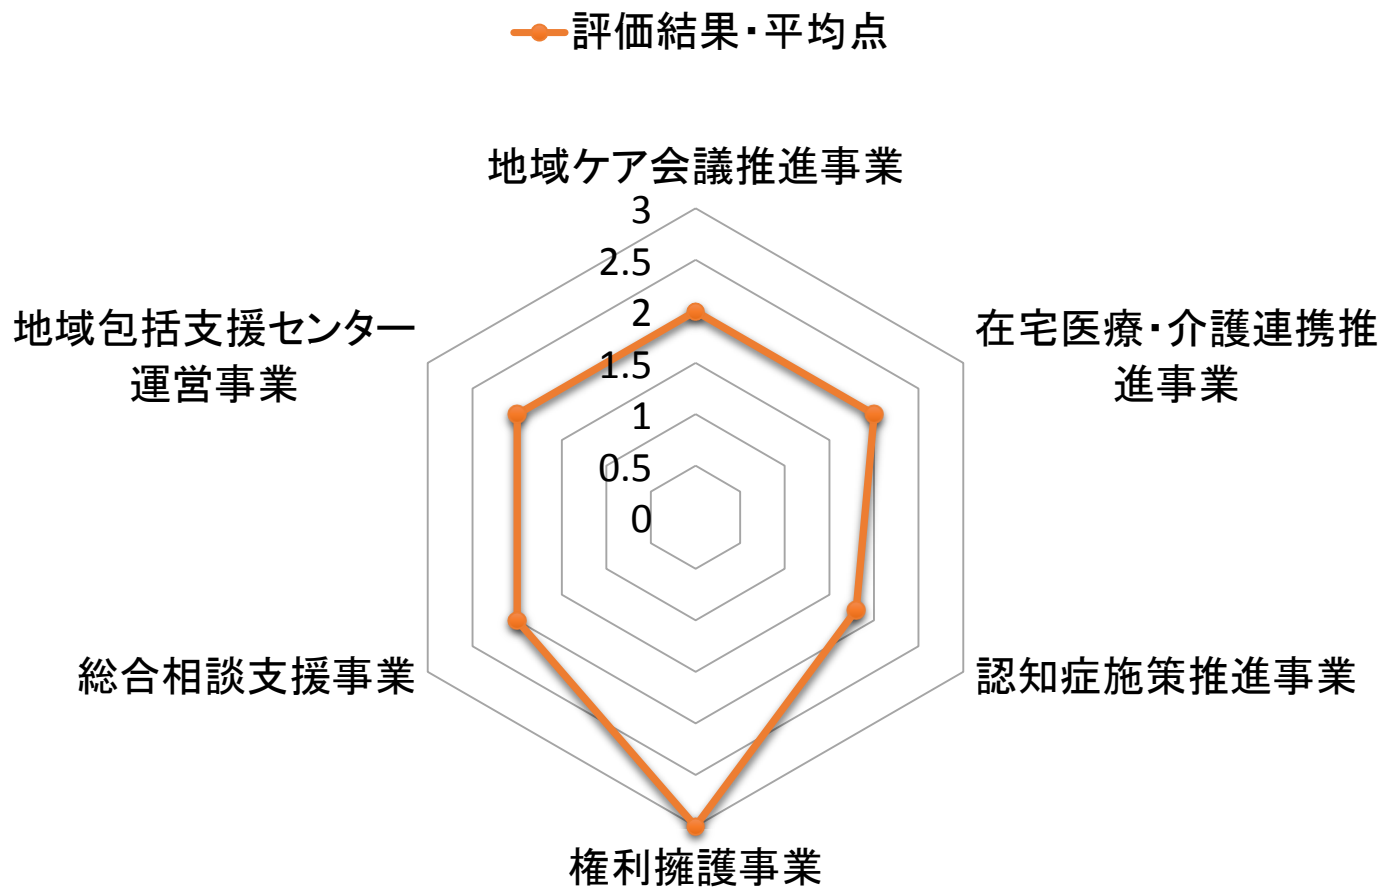 評価結果・平均点
地域ケア会議推進事業
3
2.5
2
1.5
1
0.5
0
在宅医療・介護連携推
進事業
認知症施策推進事業
権利擁護事業
総合相談支援事業
地域包括支援センター
運営事業